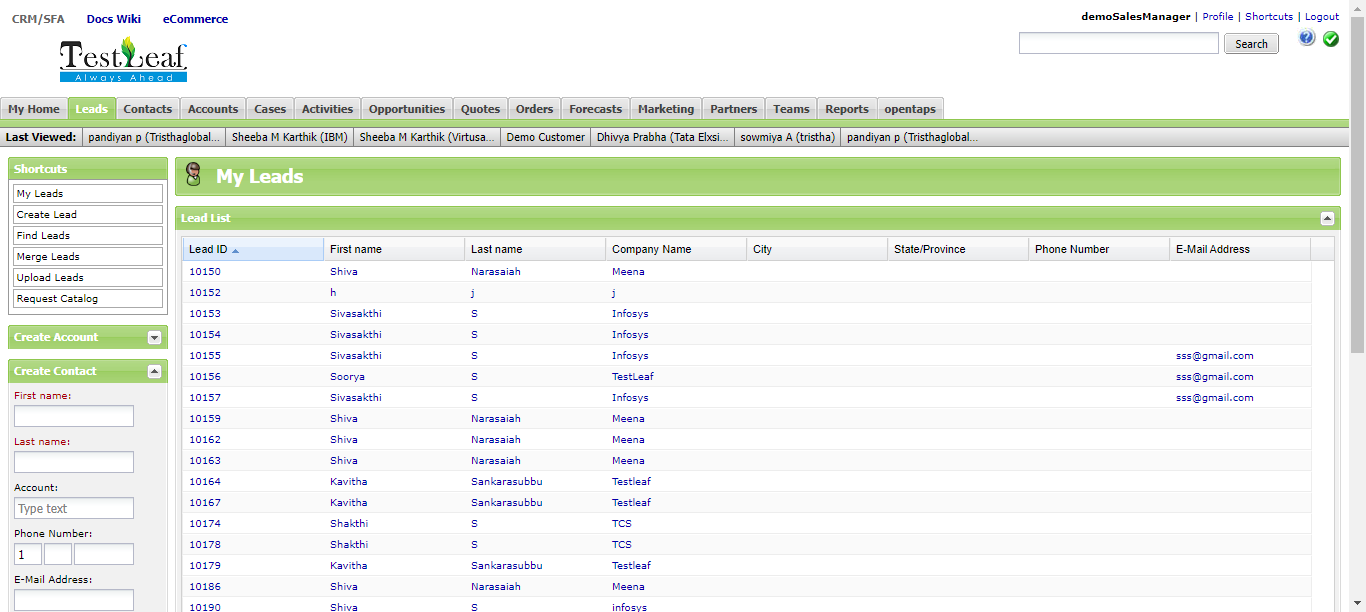 CRM/SFA Docs Wiki eCommerce
demoSalesManager | Profile | Shortcuts | Logout
TestLeaf
Always Ahead
Search
My Home Leads Contacts Accounts Cases Activities Opportunities Quotes Orders Forecasts Marketing Partners Teams Reports opentaps
Last Viewed: pandiyan p (Tristhaglobal... Sheeba M Karthik (IBM) Sheeba M Karthik (Virtusa... Demo Customer Dhivya Prabha (Tata Elxsi... sowmiya A (tristha) pandiyan p (Tristhaglobal...
Shortcuts
My Leads
Create Lead
Find Leads
Merge Leads
Upload Leads
Request Catalog
Create Account
Create Contact
First name:
Last name:
Account:
Type text
Phone Number:
1
E-Mail Address:
My Leads
Lead List
Lead ID First name Last name Company Name City State/Province Phone Number E-Mail Address
10150 Shiva Narasaiah Meena
10152 h j j
10153 Sivasakthi S Infosys
10154 Sivasakthi S Infosys
10155 Sivasakthi S Infosys sss@gmail.com
10156 Soorya S TestLeaf sss@gmail.com
10157 Sivasakthi S Infosys sss@gmail.com
10159 Shiva Narasaiah Meena
10162 Shiva Narasaiah Meena
10163 Shiva Narasaiah Meena
10164 Kavitha Sankarasubbu Testleaf
10167 Kavitha Sankarasubbu Testleaf
10174 Shakthi S TCS
10178 Shakthi S TCS
10179 Kavitha Sankarasubbu Testleaf
10186 Shiva Narasaiah Meena
10190 Shiva S infosys